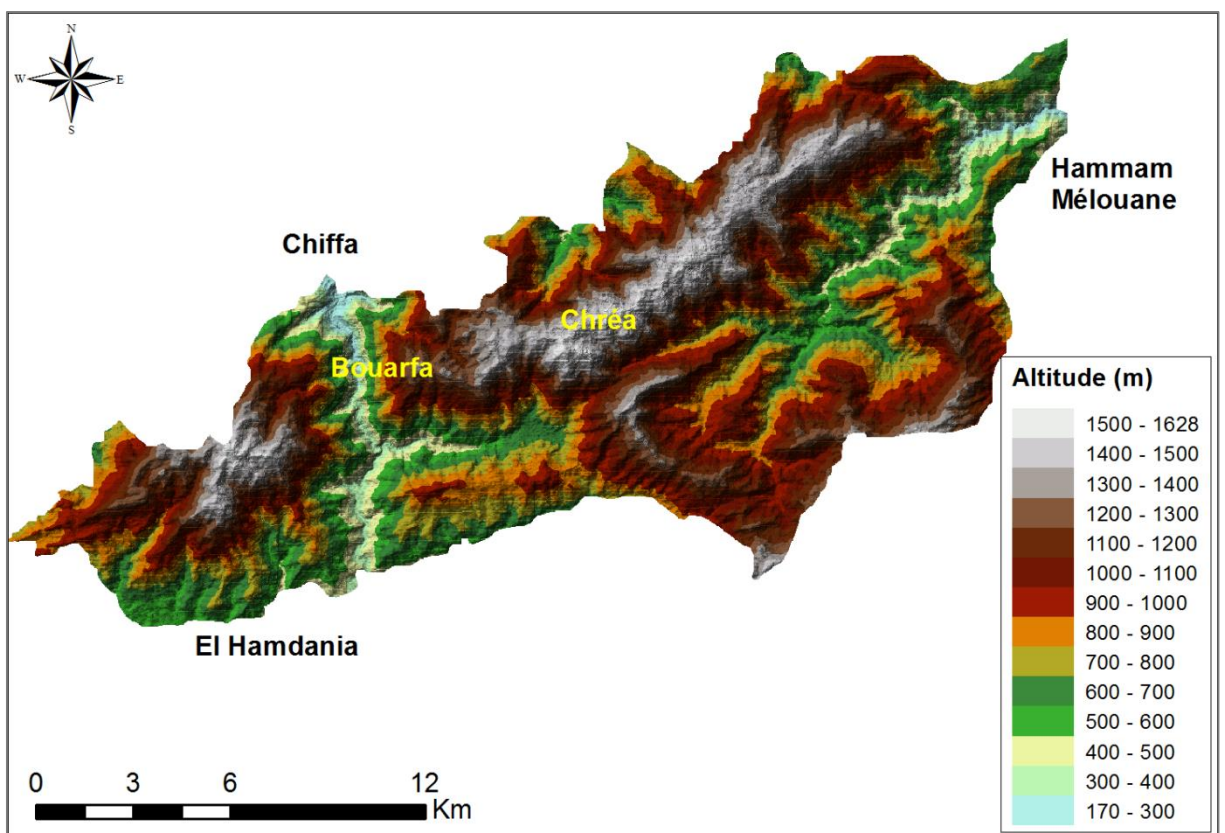 N
W E
S
Hammam
Mélouane
Chiffa
Chréa
Bouarfa
El Hamdania
Altitude (m)
1500 - 1628
1400 - 1500
1300 - 1400
1200 - 1300
1100 - 1200
1000 - 1100
900 - 1000
800 - 900
700 - 800
600 - 700
500 - 600
400 - 500
300 - 400
170 - 300
0 3 6 12
Km